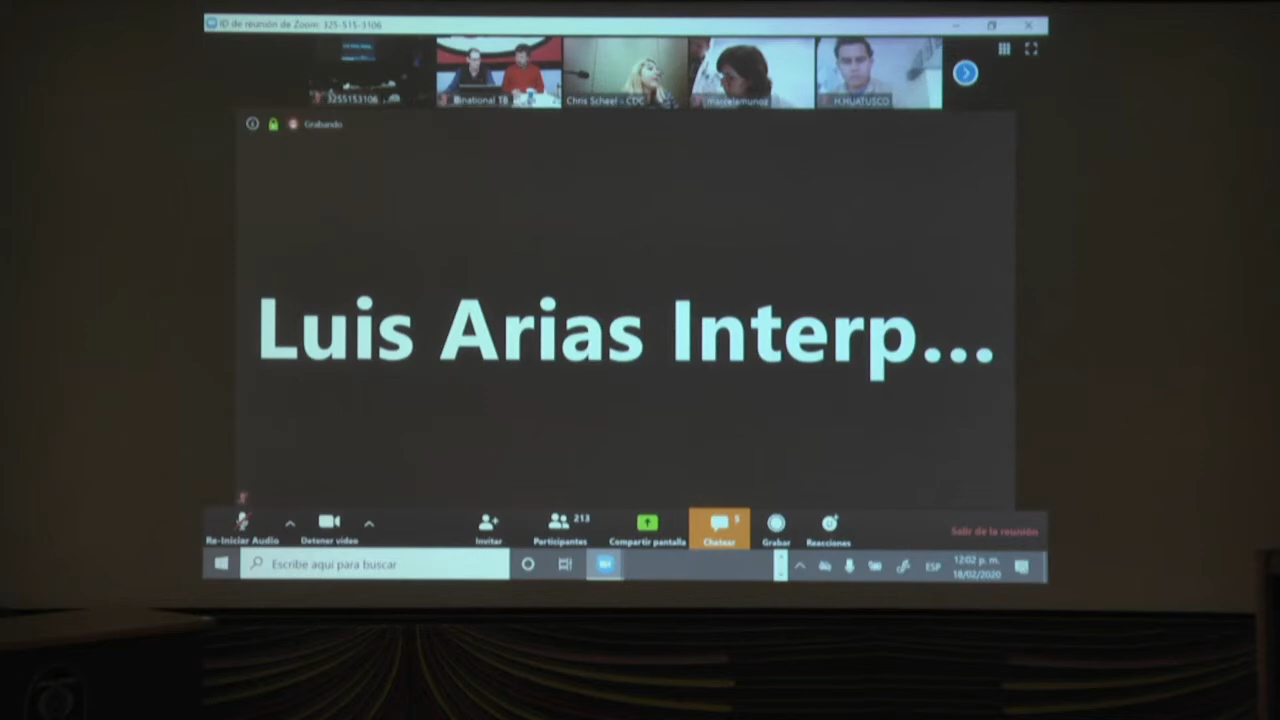 ID de reunión de Zoom: 325-515-3106
3255153106
Binational TB
Chris Scheel - CDC
marcelamunoz
H.HUATUSCO
Grabando
Luis Arias Interp...
213
5
Re-Iniciar Audio
Detener video
Invitar
Participantes
Compartir pantalla
Chatear
Grabar
Reacciones
Salir de la reunión
Escribe aquí para buscar
ESP
12:02 p. m.
18/02/2020